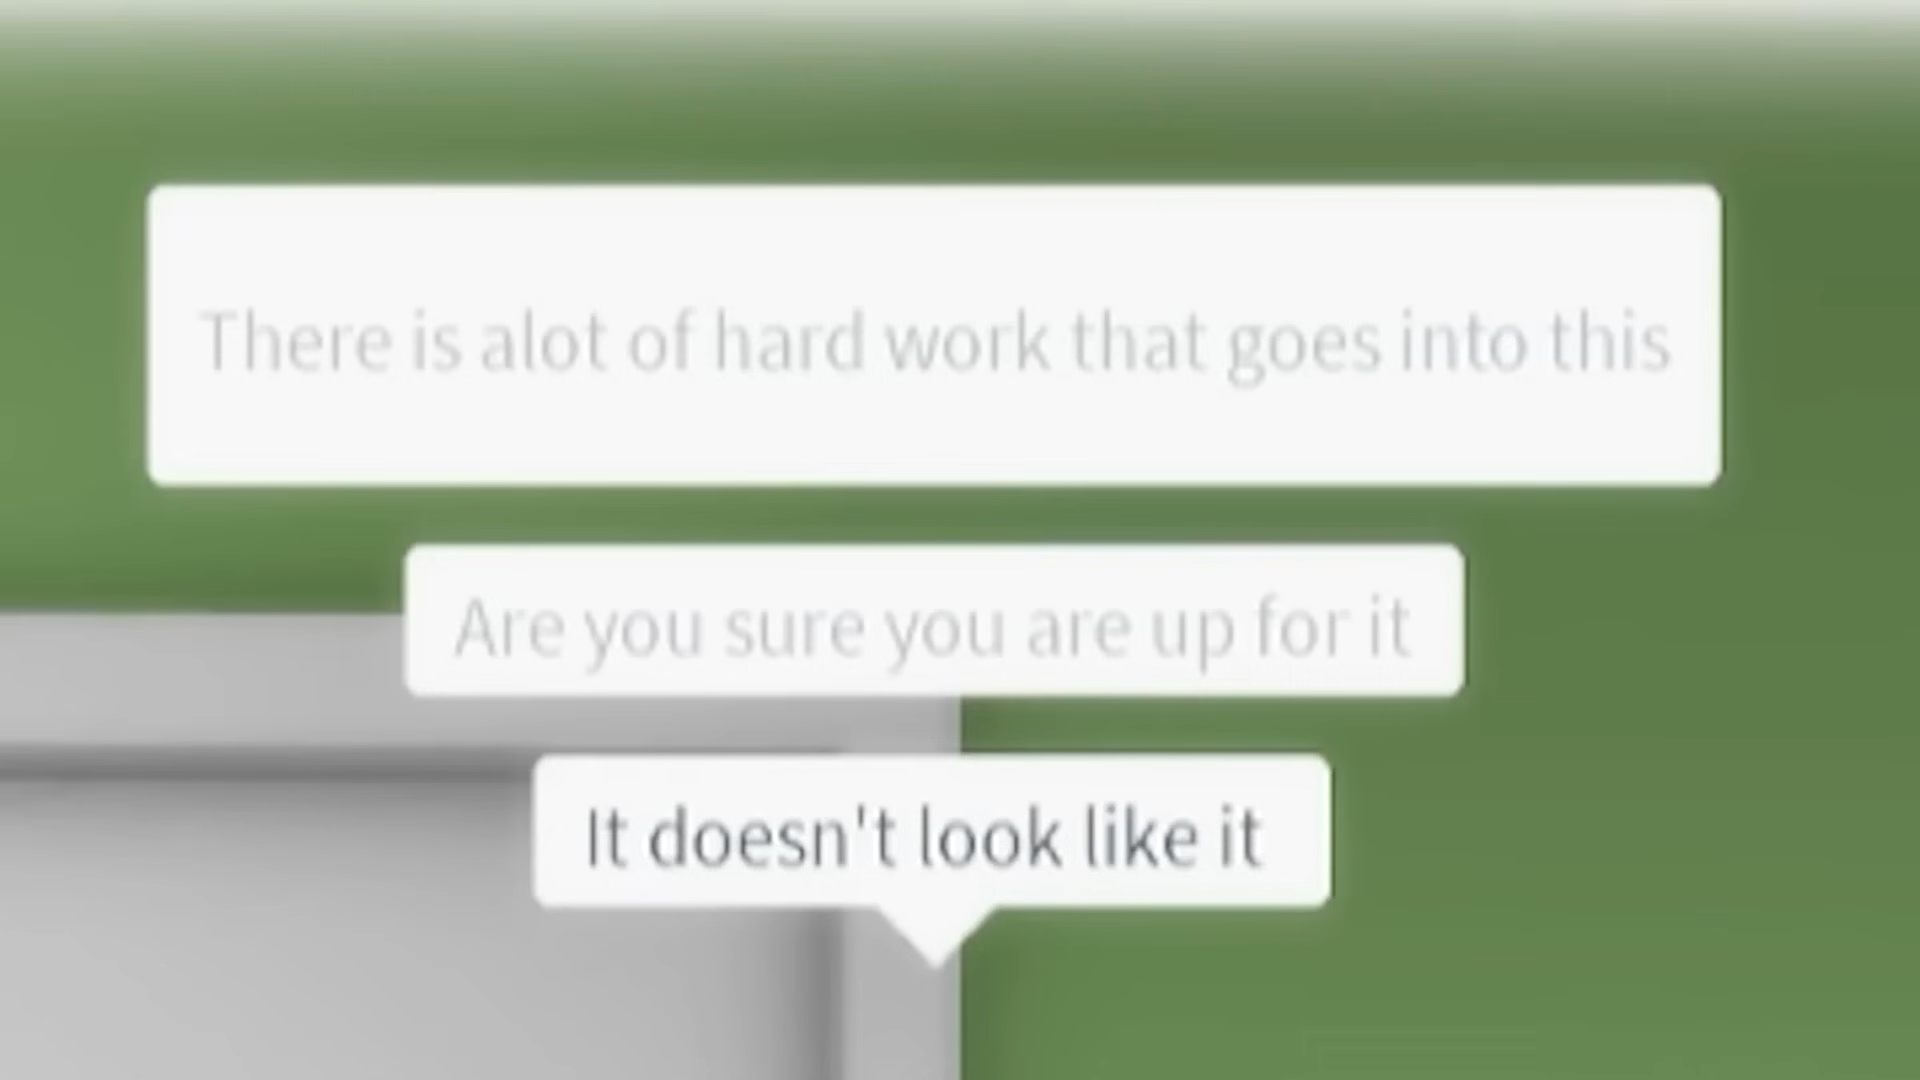 There is alot of hard work that goes into this
Are you sure you are up for it
It doesn't look like it